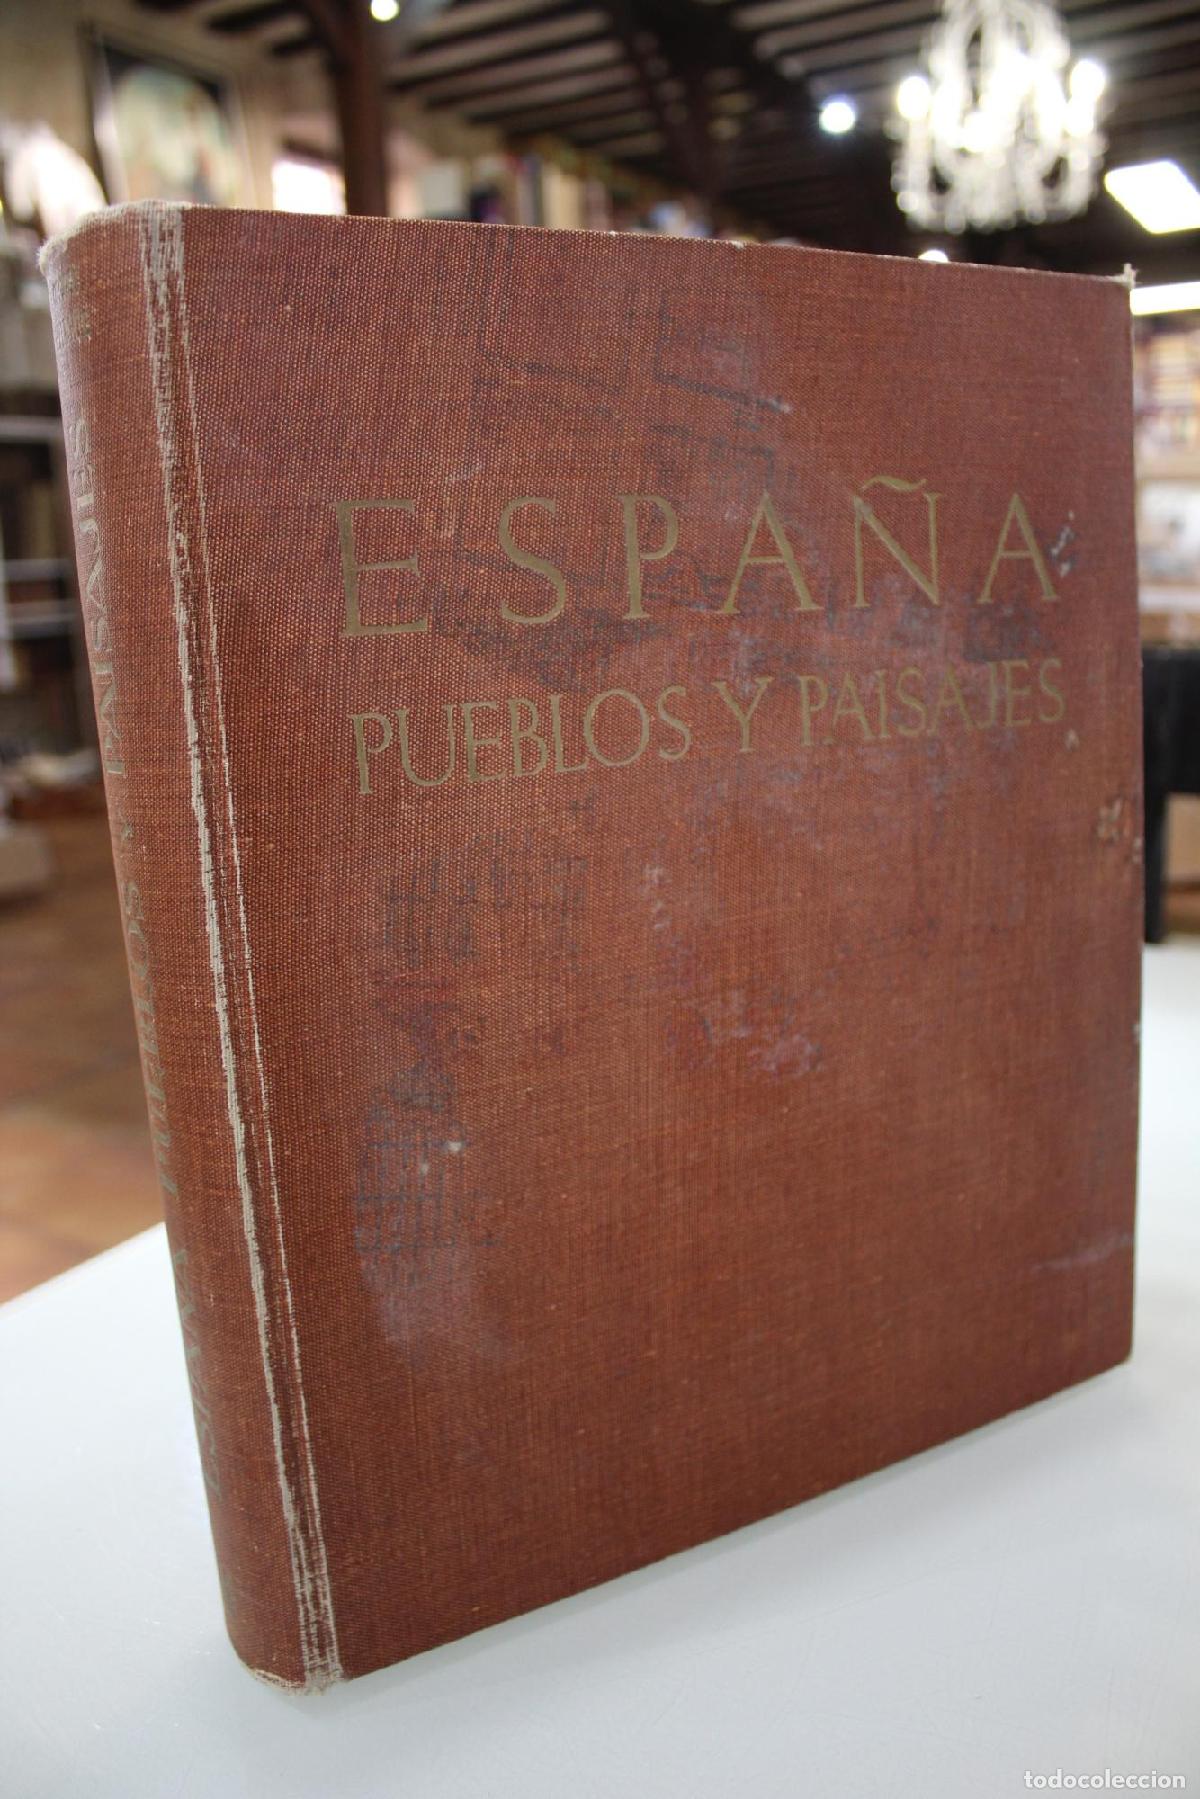 ESPAÑA
PUEBLOS Y PAISAJES
ESPAÑA PUEBLOS Y PAISAJES
todocoleccion